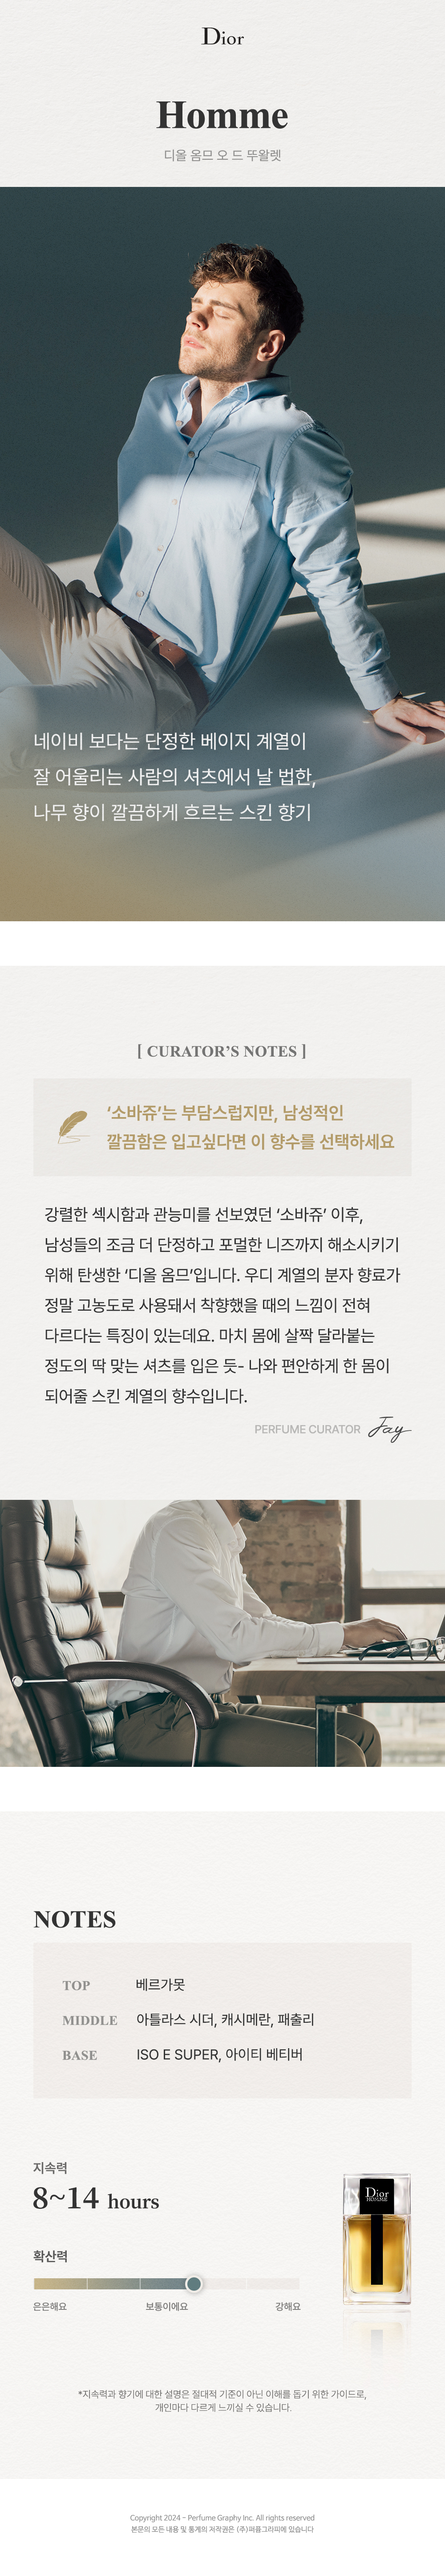 Dior
Homme
디올 옴므 오 드 뚜왈렛
네이비 보다는 단정한 베이지 계열이
잘 어울리는 사람의 셔츠에서 날 법한,
나무 향이 깔끔하게 흐르는 스킨 향기
[ CURATOR’S NOTES ]
‘소바쥬’는 부담스럽지만, 남성적인
깔끔함은 입고싶다면 이 향수를 선택하세요
강렬한 섹시함과 관능미를 선보였던 ‘소바쥬’ 이후,
남성들의 조금 더 단정하고 포멀한 니즈까지 해소시키기
위해 탄생한 ‘디올 옴므’입니다. 우디 계열의 분자 향료가
정말 고농도로 사용돼서 착향했을 때의 느낌이 전혀
다르다는 특징이 있는데요. 마치 몸에 살짝 달라붙는
정도의 딱 맞는 셔츠를 입은 듯- 나와 편안하게 한 몸이
되어줄 스킨 계열의 향수입니다.
PERFUME CURATOR Jay
NOTES
TOP 베르가못
MIDDLE 아틀라스 시더, 캐시메란, 패출리
BASE ISO E SUPER, 아이티 베티버
지속력
8~14 hours
확산력
은은해요 보통이에요 강해요
Dior
HOMME
*지속력과 향기에 대한 설명은 절대적 기준이 아닌 이해를 돕기 위한 가이드로,
개인마다 다르게 느끼실 수 있습니다.
Copyright 2024 - Perfume Graphy Inc. All rights reserved
본문의 모든 내용 및 통계의 저작권은 (주)퍼퓸그라피에 있습니다